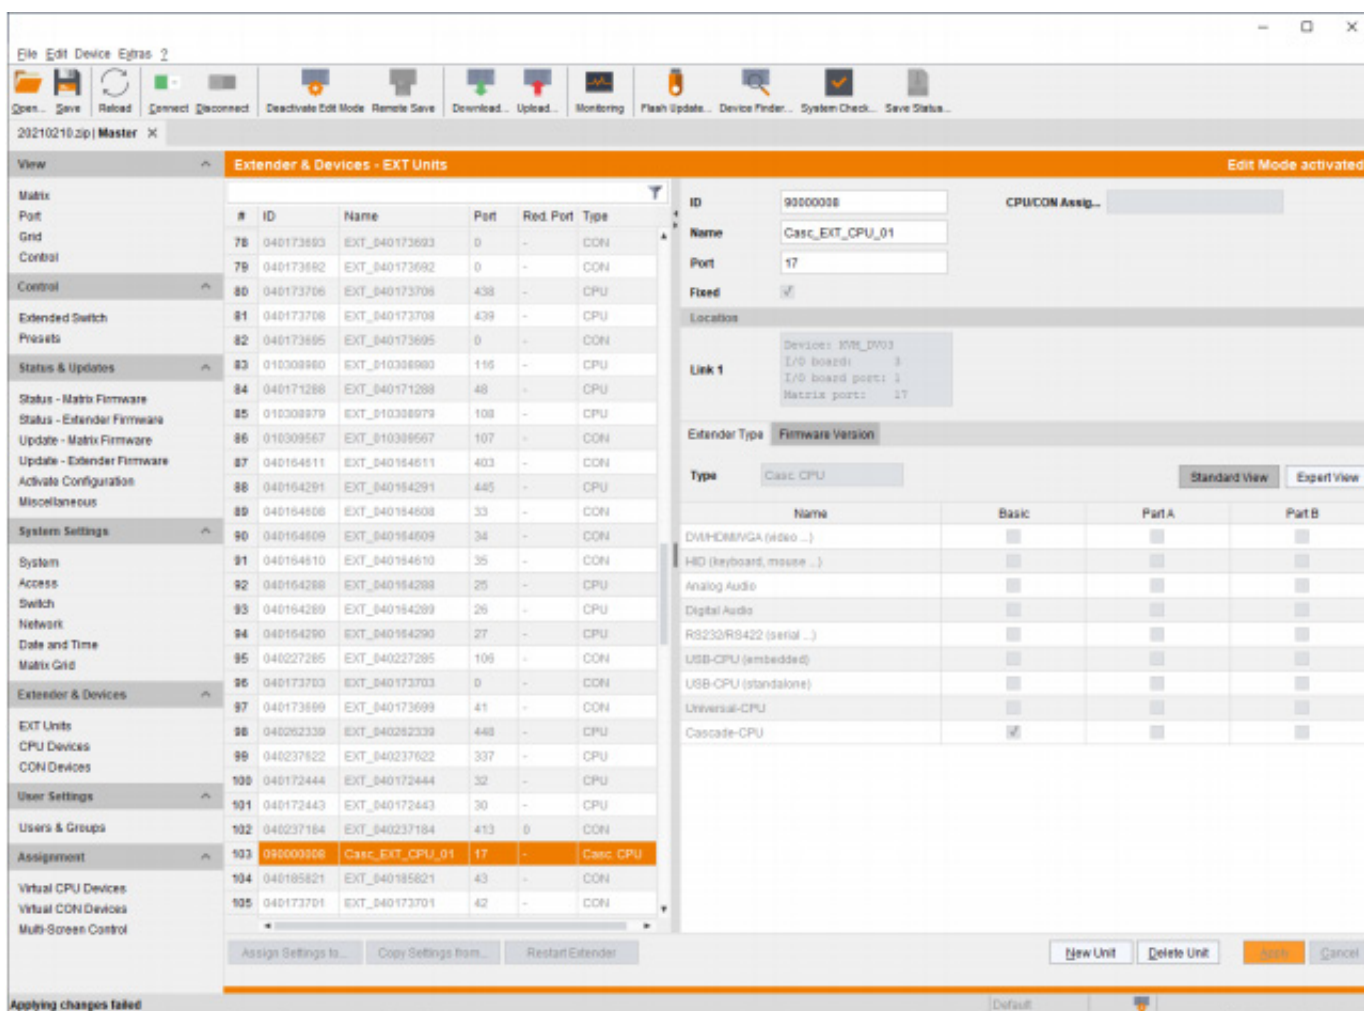 File Edit Device Extras ?
Open... Save Reload Connect Disconnect Deactivate Edit Mode Remote Save Download... Upload... Monitoring Flash Update... Device Finder... System Check... Save Status...
20210210.zip | Master ×
View
Matrix
Port
Grid
Control
Control
Extended Switch
Presets
Status & Updates
Status - Matrix Firmware
Status - Extender Firmware
Update - Matrix Firmware
Update - Extender Firmware
Activate Configuration
Miscellaneous
System Settings
System
Access
Switch
Network
Date and Time
Matrix Grid
Extender & Devices
EXT Units
CPU Devices
CON Devices
User Settings
Users & Groups
Assignment
Virtual CPU Devices
Virtual CON Devices
Multi-Screen Control
Extender & Devices - EXT Units Edit Mode activated
# ID Name Port Red. Port Type
78 040173693 EXT_040173693 0 - CON
79 040173692 EXT_040173692 0 - CON
80 040173706 EXT_040173706 438 - CPU
81 040173708 EXT_040173708 439 - CPU
82 040173695 EXT_040173695 0 - CON
83 010308980 EXT_010308980 116 - CPU
84 040171288 EXT_040171288 48 - CPU
85 010308979 EXT_010308979 108 - CPU
86 010309567 EXT_010309567 107 - CON
87 040164611 EXT_040164611 403 - CON
88 040164291 EXT_040164291 445 - CPU
89 040164608 EXT_040164608 33 - CON
90 040164609 EXT_040164609 34 - CON
91 040164610 EXT_040164610 35 - CON
92 040164288 EXT_040164288 25 - CPU
93 040164289 EXT_040164289 26 - CPU
94 040164290 EXT_040164290 27 - CPU
95 040227285 EXT_040227285 106 - CON
96 040173703 EXT_040173703 0 - CON
97 040173699 EXT_040173699 41 - CON
98 040262339 EXT_040262339 448 - CPU
99 040237622 EXT_040237622 337 - CPU
100 040172444 EXT_040172444 32 - CPU
101 040172443 EXT_040172443 30 - CPU
102 040237184 EXT_040237184 413 0 CON
103 090000008 Casc_EXT_CPU_01 17 - Casc. CPU
104 040185821 EXT_040185821 43 - CON
105 040173701 EXT_040173701 42 - CON
Assign Settings to... Copy Settings from... Restart Extender
ID 90000008 CPU/CON Assig...
Name Casc_EXT_CPU_01
Port 17
Fixed
Location
Link 1
Device: KVM_DV03
I/O board: 3
I/O board port: 1
Matrix port: 17
Extender Type Firmware Version
Type Casc. CPU Standard View Expert View
Name Basic Part A Part B
DVI/HDMI/VGA (video ...)
HID (keyboard, mouse ...)
Analog Audio
Digital Audio
RS232/RS422 (serial ...)
USB-CPU (embedded)
USB-CPU (standalone)
Universal-CPU
Cascade-CPU
New Unit Delete Unit Apply Cancel
Applying changes failed Default